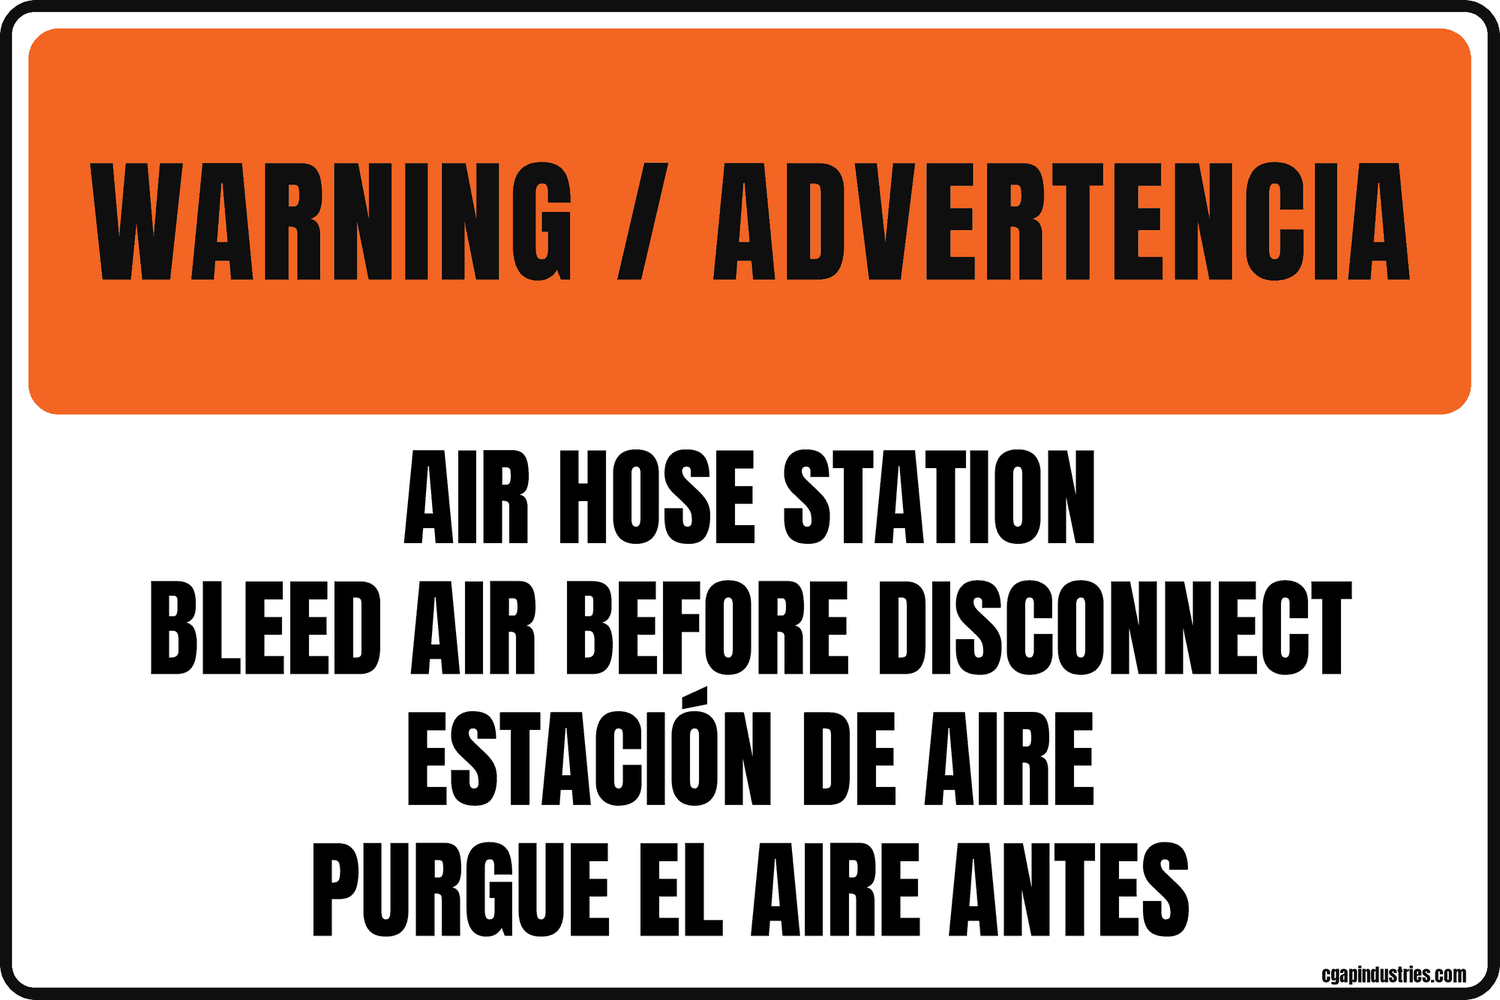 WARNING / ADVERTENCIA
AIR HOSE STATION
BLEED AIR BEFORE DISCONNECT
ESTACIÓN DE AIRE
PURGUE EL AIRE ANTES
cgapindustries.com